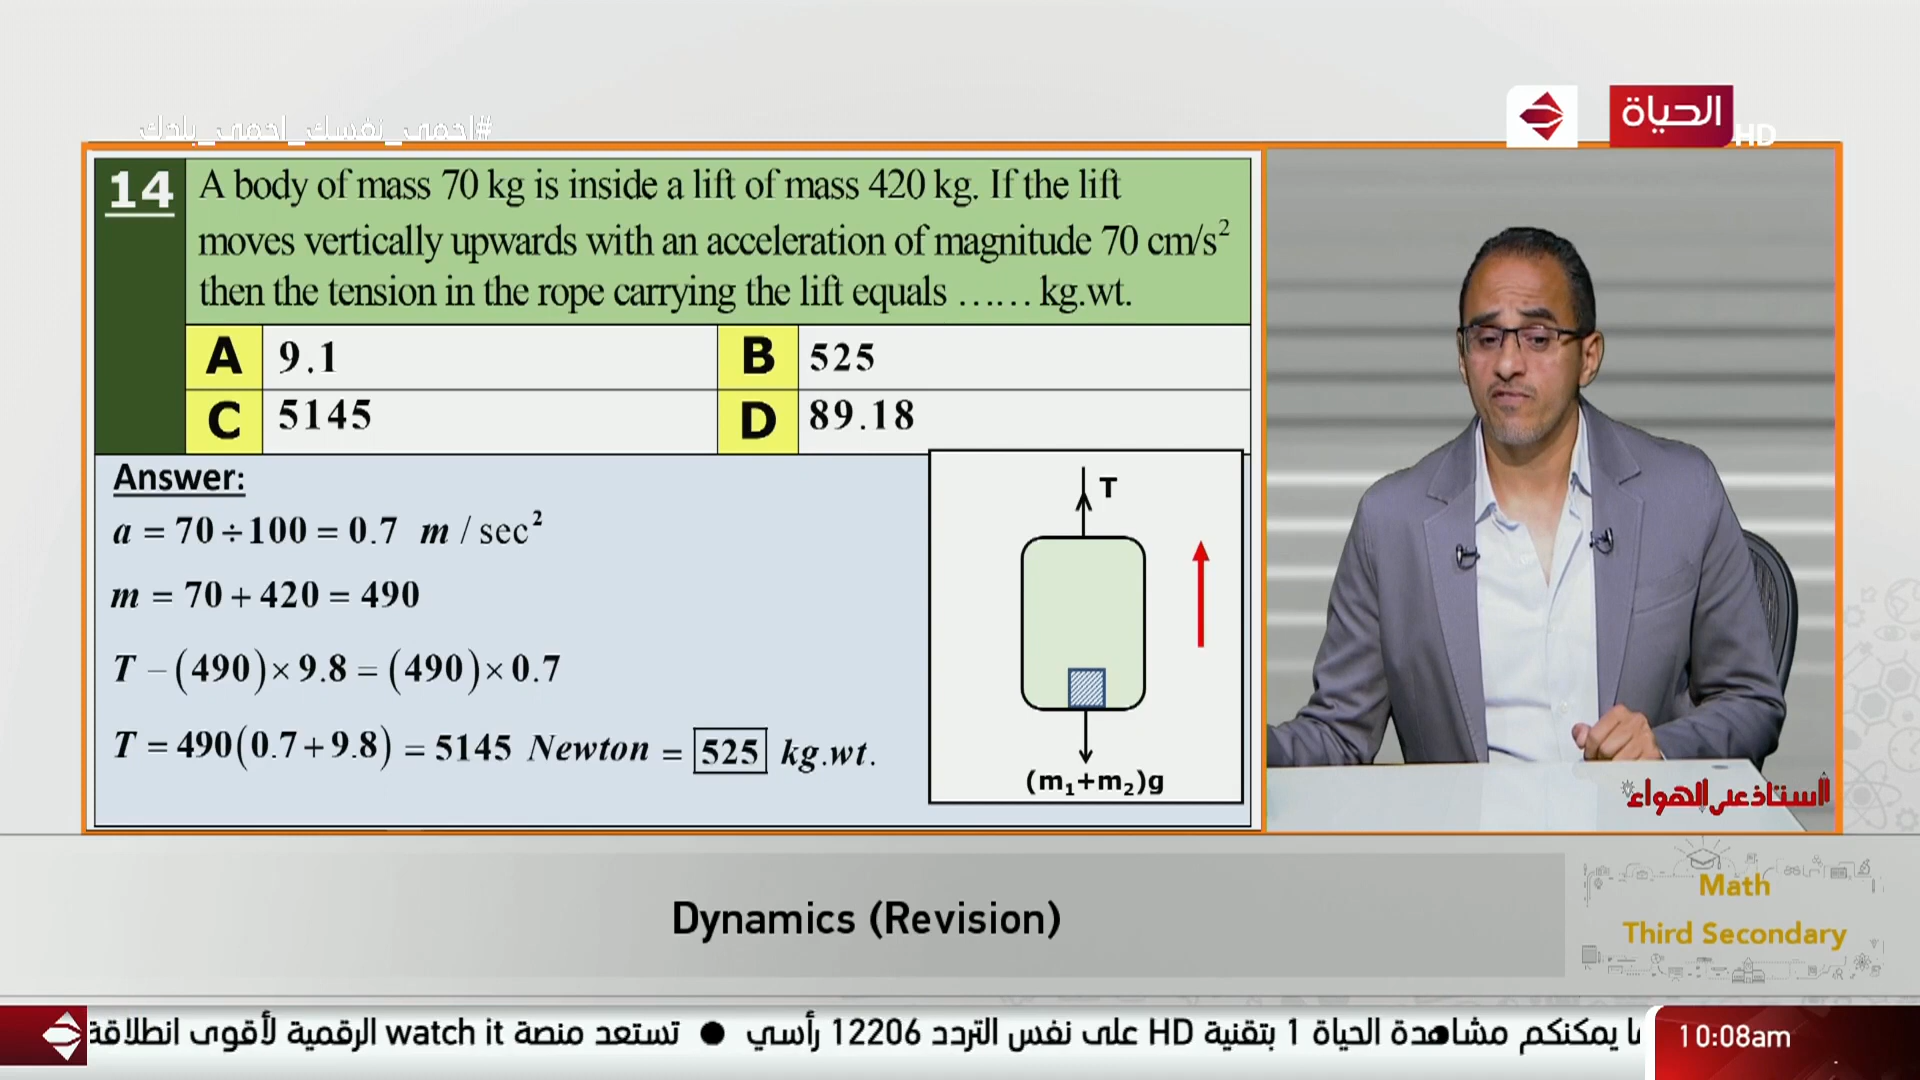 #احمي_نفسك_احمي_بلدك
الحياة
HD
14
A body of mass 70 kg is inside a lift of mass 420 kg. If the lift
moves vertically upwards with an acceleration of magnitude 70 cm/s²
then the tension in the rope carrying the lift equals …… kg.wt.
A 9.1 B 525
C 5145 D 89.18
Answer:
a = 70 ÷ 100 = 0.7 m / sec²
m = 70 + 420 = 490
T − (490) × 9.8 = (490) × 0.7
T = 490(0.7 + 9.8) = 5145 Newton = 525 kg.wt.
T
(m₁+m₂)g
أستاذ على الهواء
Dynamics (Revision)
Math
Third Secondary
يمكنكم مشاهدة الحياة 1 بتقنية HD على نفس التردد 12206 رأسي ● تستعد منصة watch it الرقمية لأقوى انطلاقة
10:08am